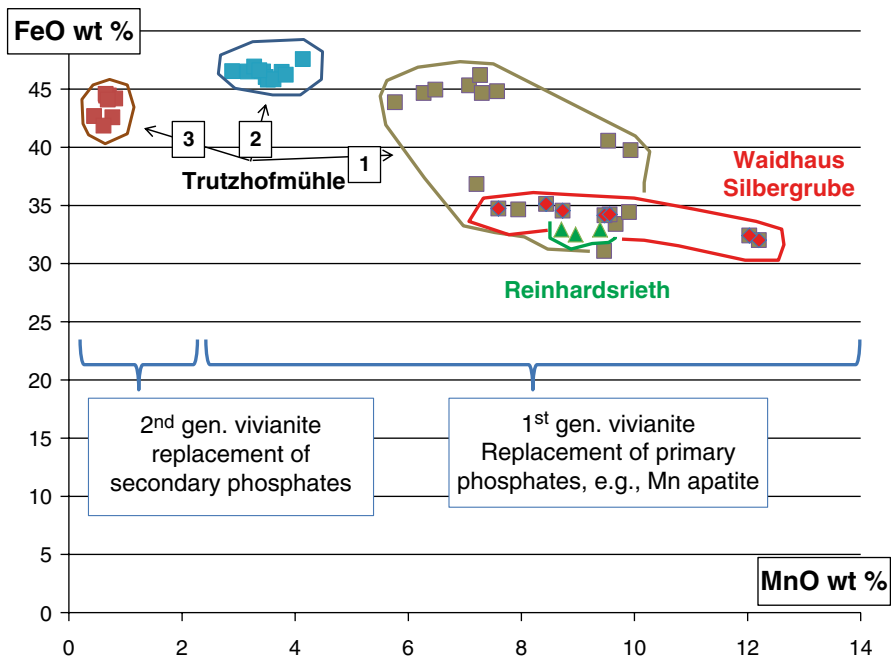 FeO wt %
50
45
40
35
30
25
20
15
10
5
0
3
2
1
Trutzhofmühle
Waidhaus
Silbergrube
Reinhardsrieth
2nd gen. vivianite
replacement of
secondary phosphates
1st gen. vivianite
Replacement of primary
phosphates, e.g., Mn apatite
MnO wt %
0
2
4
6
8
10
12
14